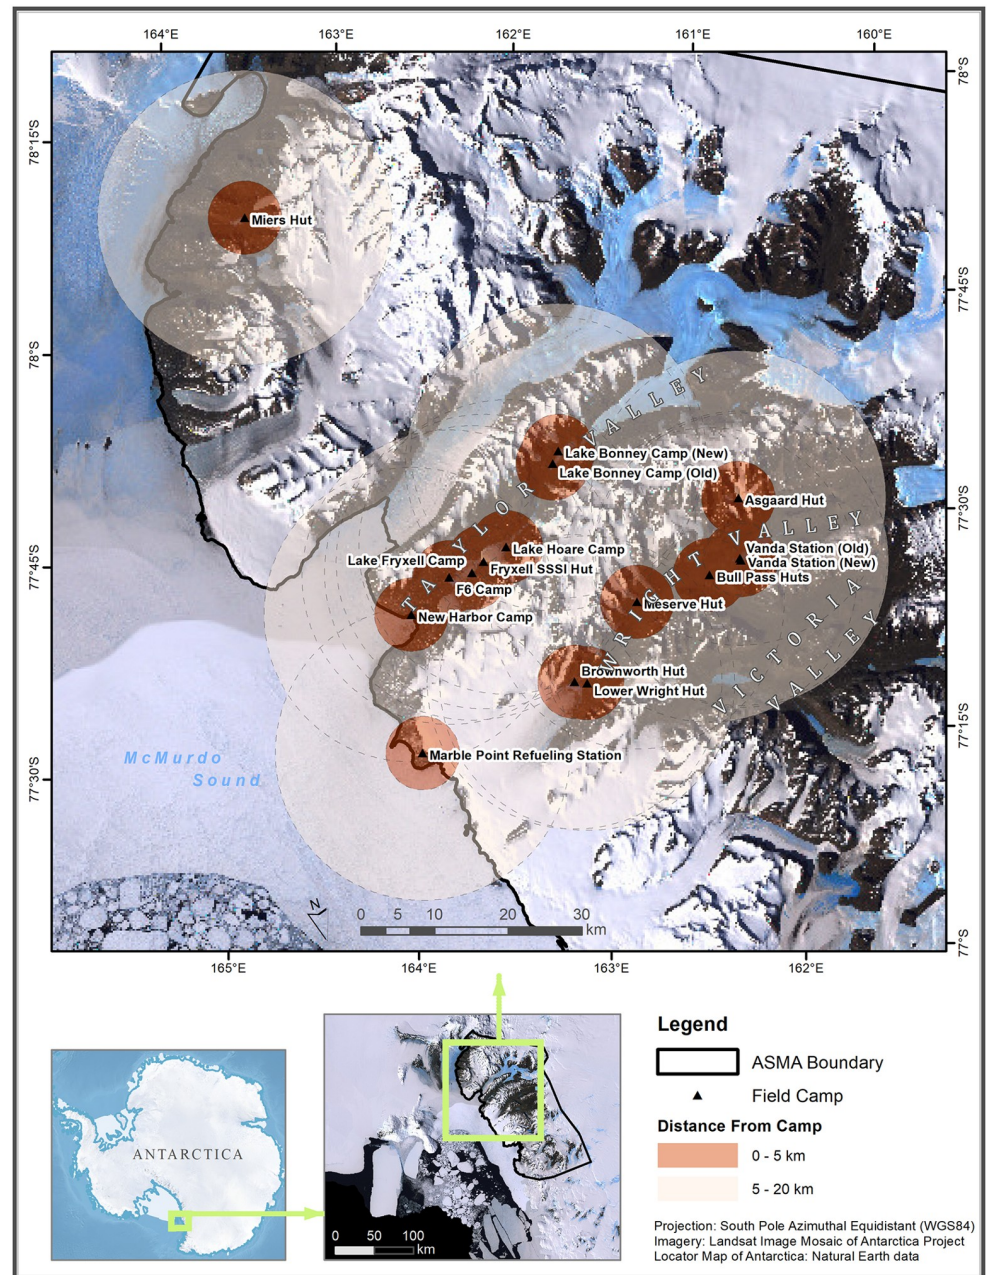 164°E
163°E
162°E
161°E
160°E
78°S
78°15'S
77°45'S
78°S
77°30'S
77°45'S
77°15'S
77°30'S
77°S
Miers Hut
TAYLOR VALLEY
Lake Bonney Camp (New)
Lake Bonney Camp (Old)
Asgaard Hut
WRIGHT VALLEY
Lake Hoare Camp
Lake Fryxell Camp
Fryxell SSSI Hut
F6 Camp
New Harbor Camp
Vanda Station (Old)
Vanda Station (New)
Bull Pass Huts
Meserve Hut
VICTORIA
VALLEY
Brownworth Hut
Lower Wright Hut
Marble Point Refueling Station
McMurdo
Sound
N
0 5 10 20 30
km
165°E
164°E
163°E
162°E
ANTARCTICA
0 50 100
km
Legend
ASMA Boundary
Field Camp
Distance From Camp
0 - 5 km
5 - 20 km
Projection: South Pole Azimuthal Equidistant (WGS84)
Imagery: Landsat Image Mosaic of Antarctica Project
Locator Map of Antarctica: Natural Earth data